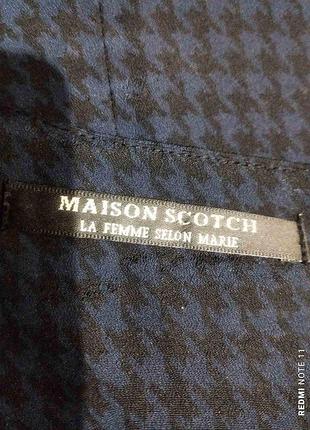 MAISON SCOTCH
LA FEMME SELON MARIE
REDMI NOTE 11